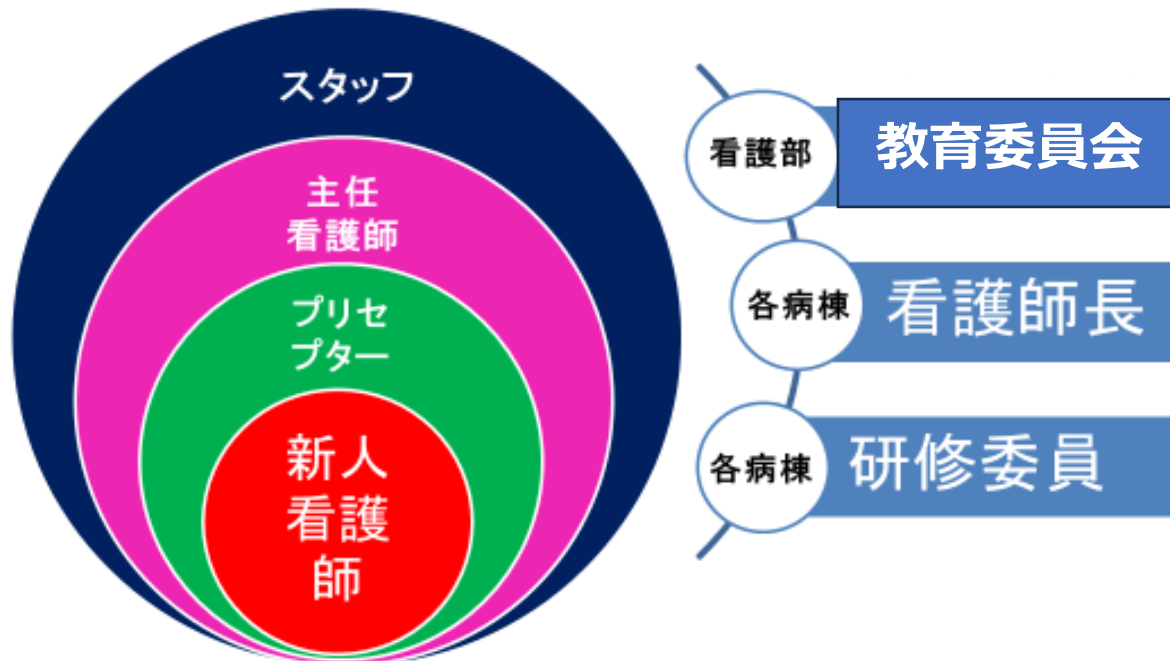 スタッフ
主任
看護師
プリセ
プター
新人
看護
師
看護部
教育委員会
各病棟
看護師長
各病棟
研修委員